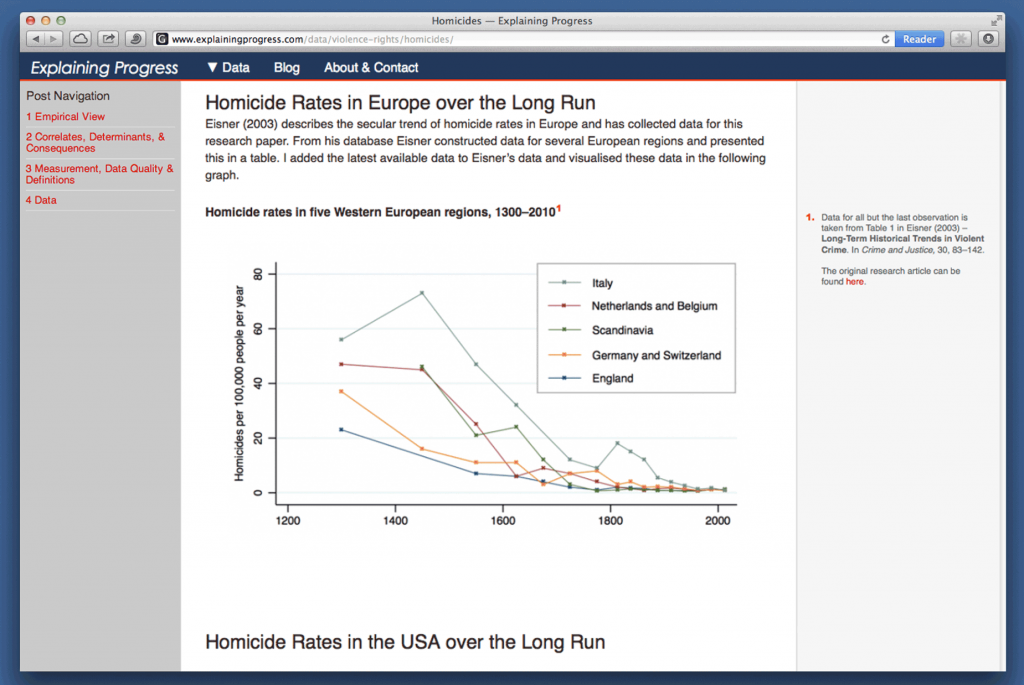 Homicides — Explaining Progress
www.explainingprogress.com/data/violence-rights/homicides/
Reader
Explaining Progress
▼ Data
Blog
About & Contact
Post Navigation
1 Empirical View
2 Correlates, Determinants, &
Consequences
3 Measurement, Data Quality &
Definitions
4 Data
Homicide Rates in Europe over the Long Run
Eisner (2003) describes the secular trend of homicide rates in Europe and has collected data for this
research paper. From his database Eisner constructed data for several European regions and presented
this in a table. I added the latest available data to Eisner's data and visualised these data in the following
graph.
Homicide rates in five Western European regions, 1300–2010¹
Homicides per 100,000 people per year
80
60
40
20
0
1200
1400
1600
1800
2000
Italy
Netherlands and Belgium
Scandinavia
Germany and Switzerland
England
1. Data for all but the last observation is
taken from Table 1 in Eisner (2003) –
Long-Term Historical Trends in Violent
Crime. In Crime and Justice, 30, 83–142.
The original research article can be
found here.
Homicide Rates in the USA over the Long Run